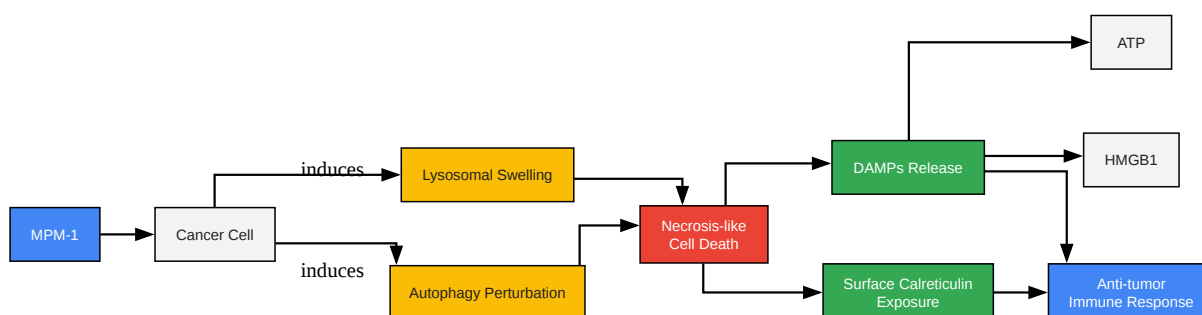 ATP
induces
Lysosomal Swelling
DAMPs Release
HMGB1
MPM-1
Cancer Cell
Necrosis-like
Cell Death
induces
Autophagy Perturbation
Surface Calreticulin
Exposure
Anti-tumor
Immune Response